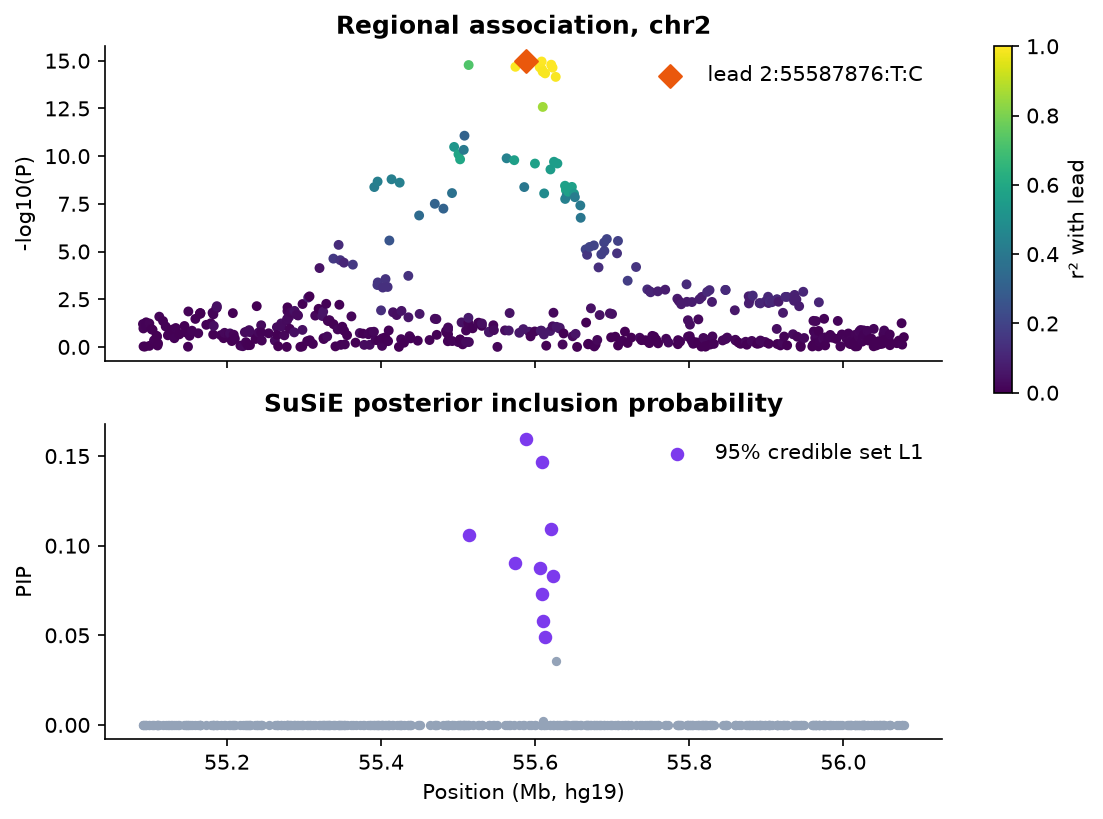 Regional association, chr2
-log10(P)
15.0
12.5
10.0
7.5
5.0
2.5
0.0
lead 2:55587876:T:C
1.0
0.8
0.6
0.4
0.2
0.0
r² with lead
SuSiE posterior inclusion probability
PIP
0.15
0.10
0.05
0.00
95% credible set L1
55.2 55.4 55.6 55.8 56.0
Position (Mb, hg19)